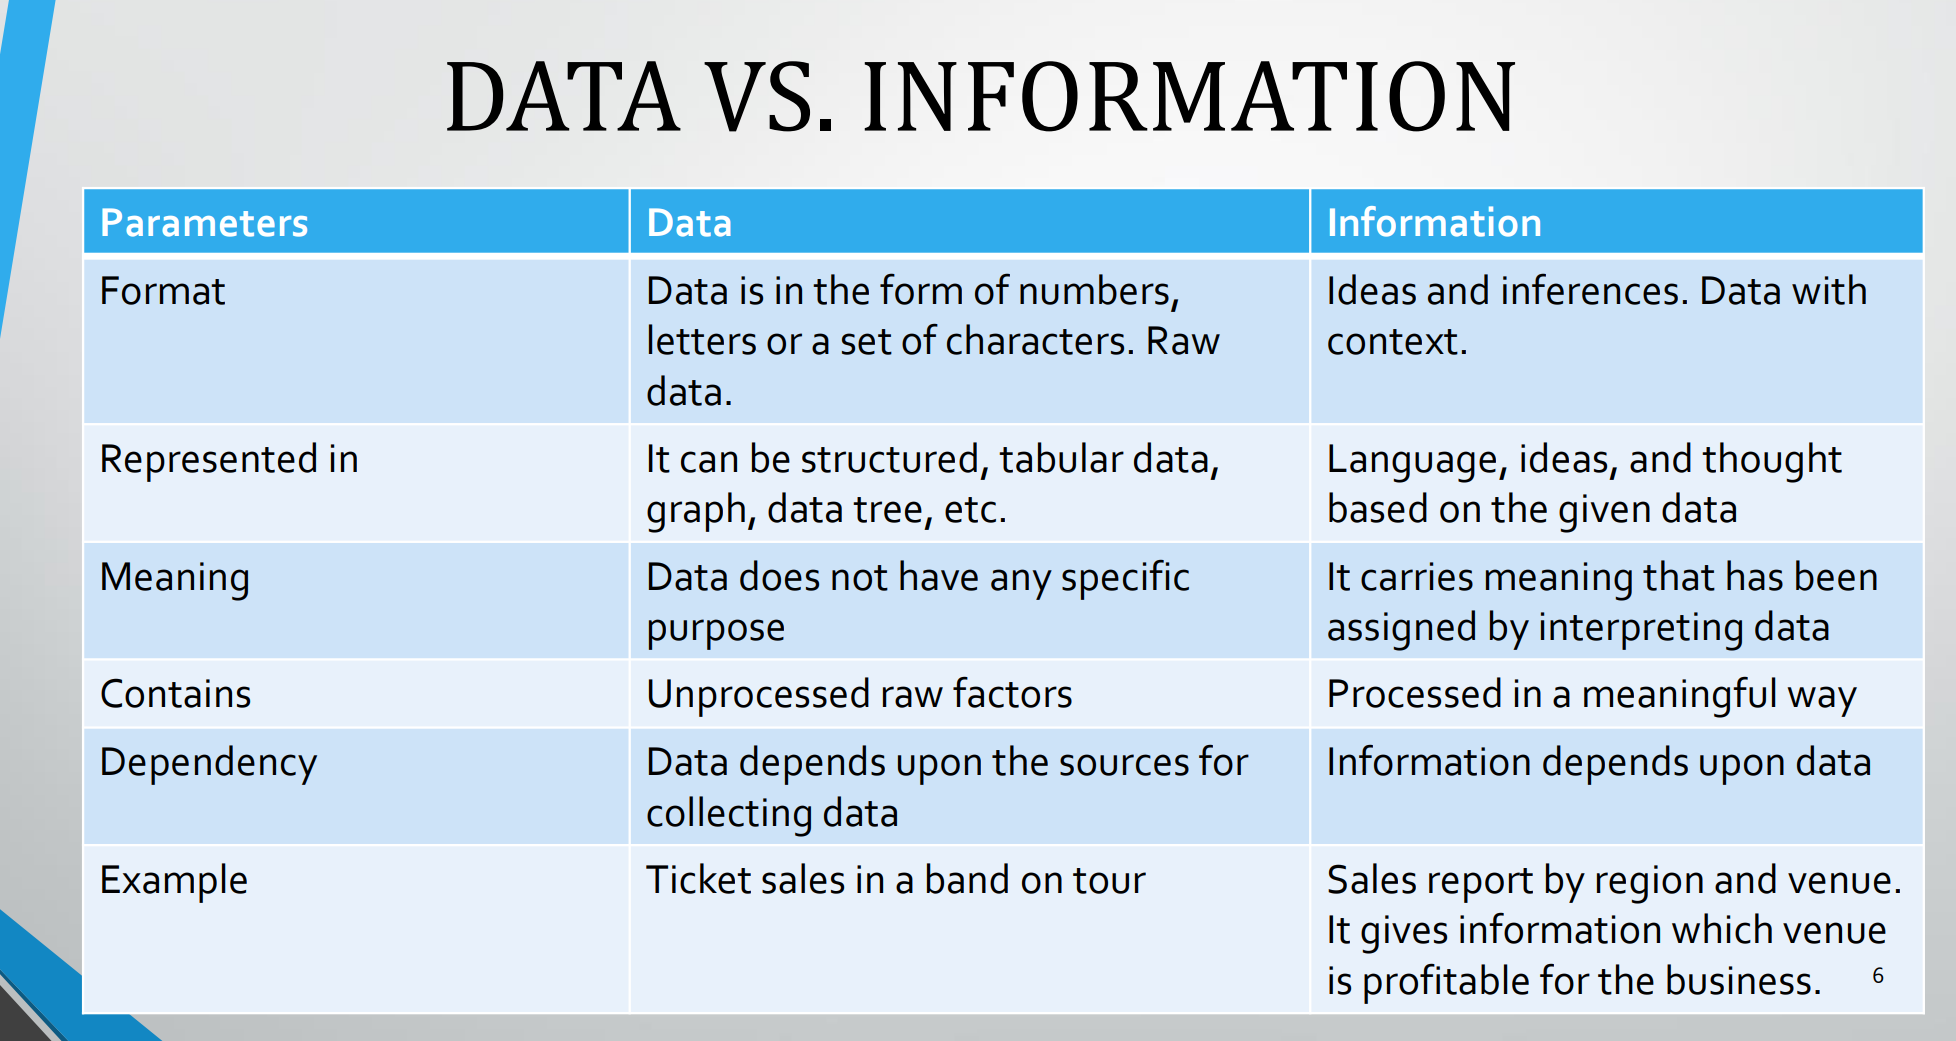 DATA VS. INFORMATION
Parameters
Data
Information
Format
Data is in the form of numbers,
letters or a set of characters. Raw
data.
Ideas and inferences. Data with
context.
Represented in
It can be structured, tabular data,
graph, data tree, etc.
Language, ideas, and thought
based on the given data
Meaning
Data does not have any specific
purpose
It carries meaning that has been
assigned by interpreting data
Contains
Unprocessed raw factors
Processed in a meaningful way
Dependency
Data depends upon the sources for
collecting data
Information depends upon data
Example
Ticket sales in a band on tour
Sales report by region and venue.
It gives information which venue
is profitable for the business.
6